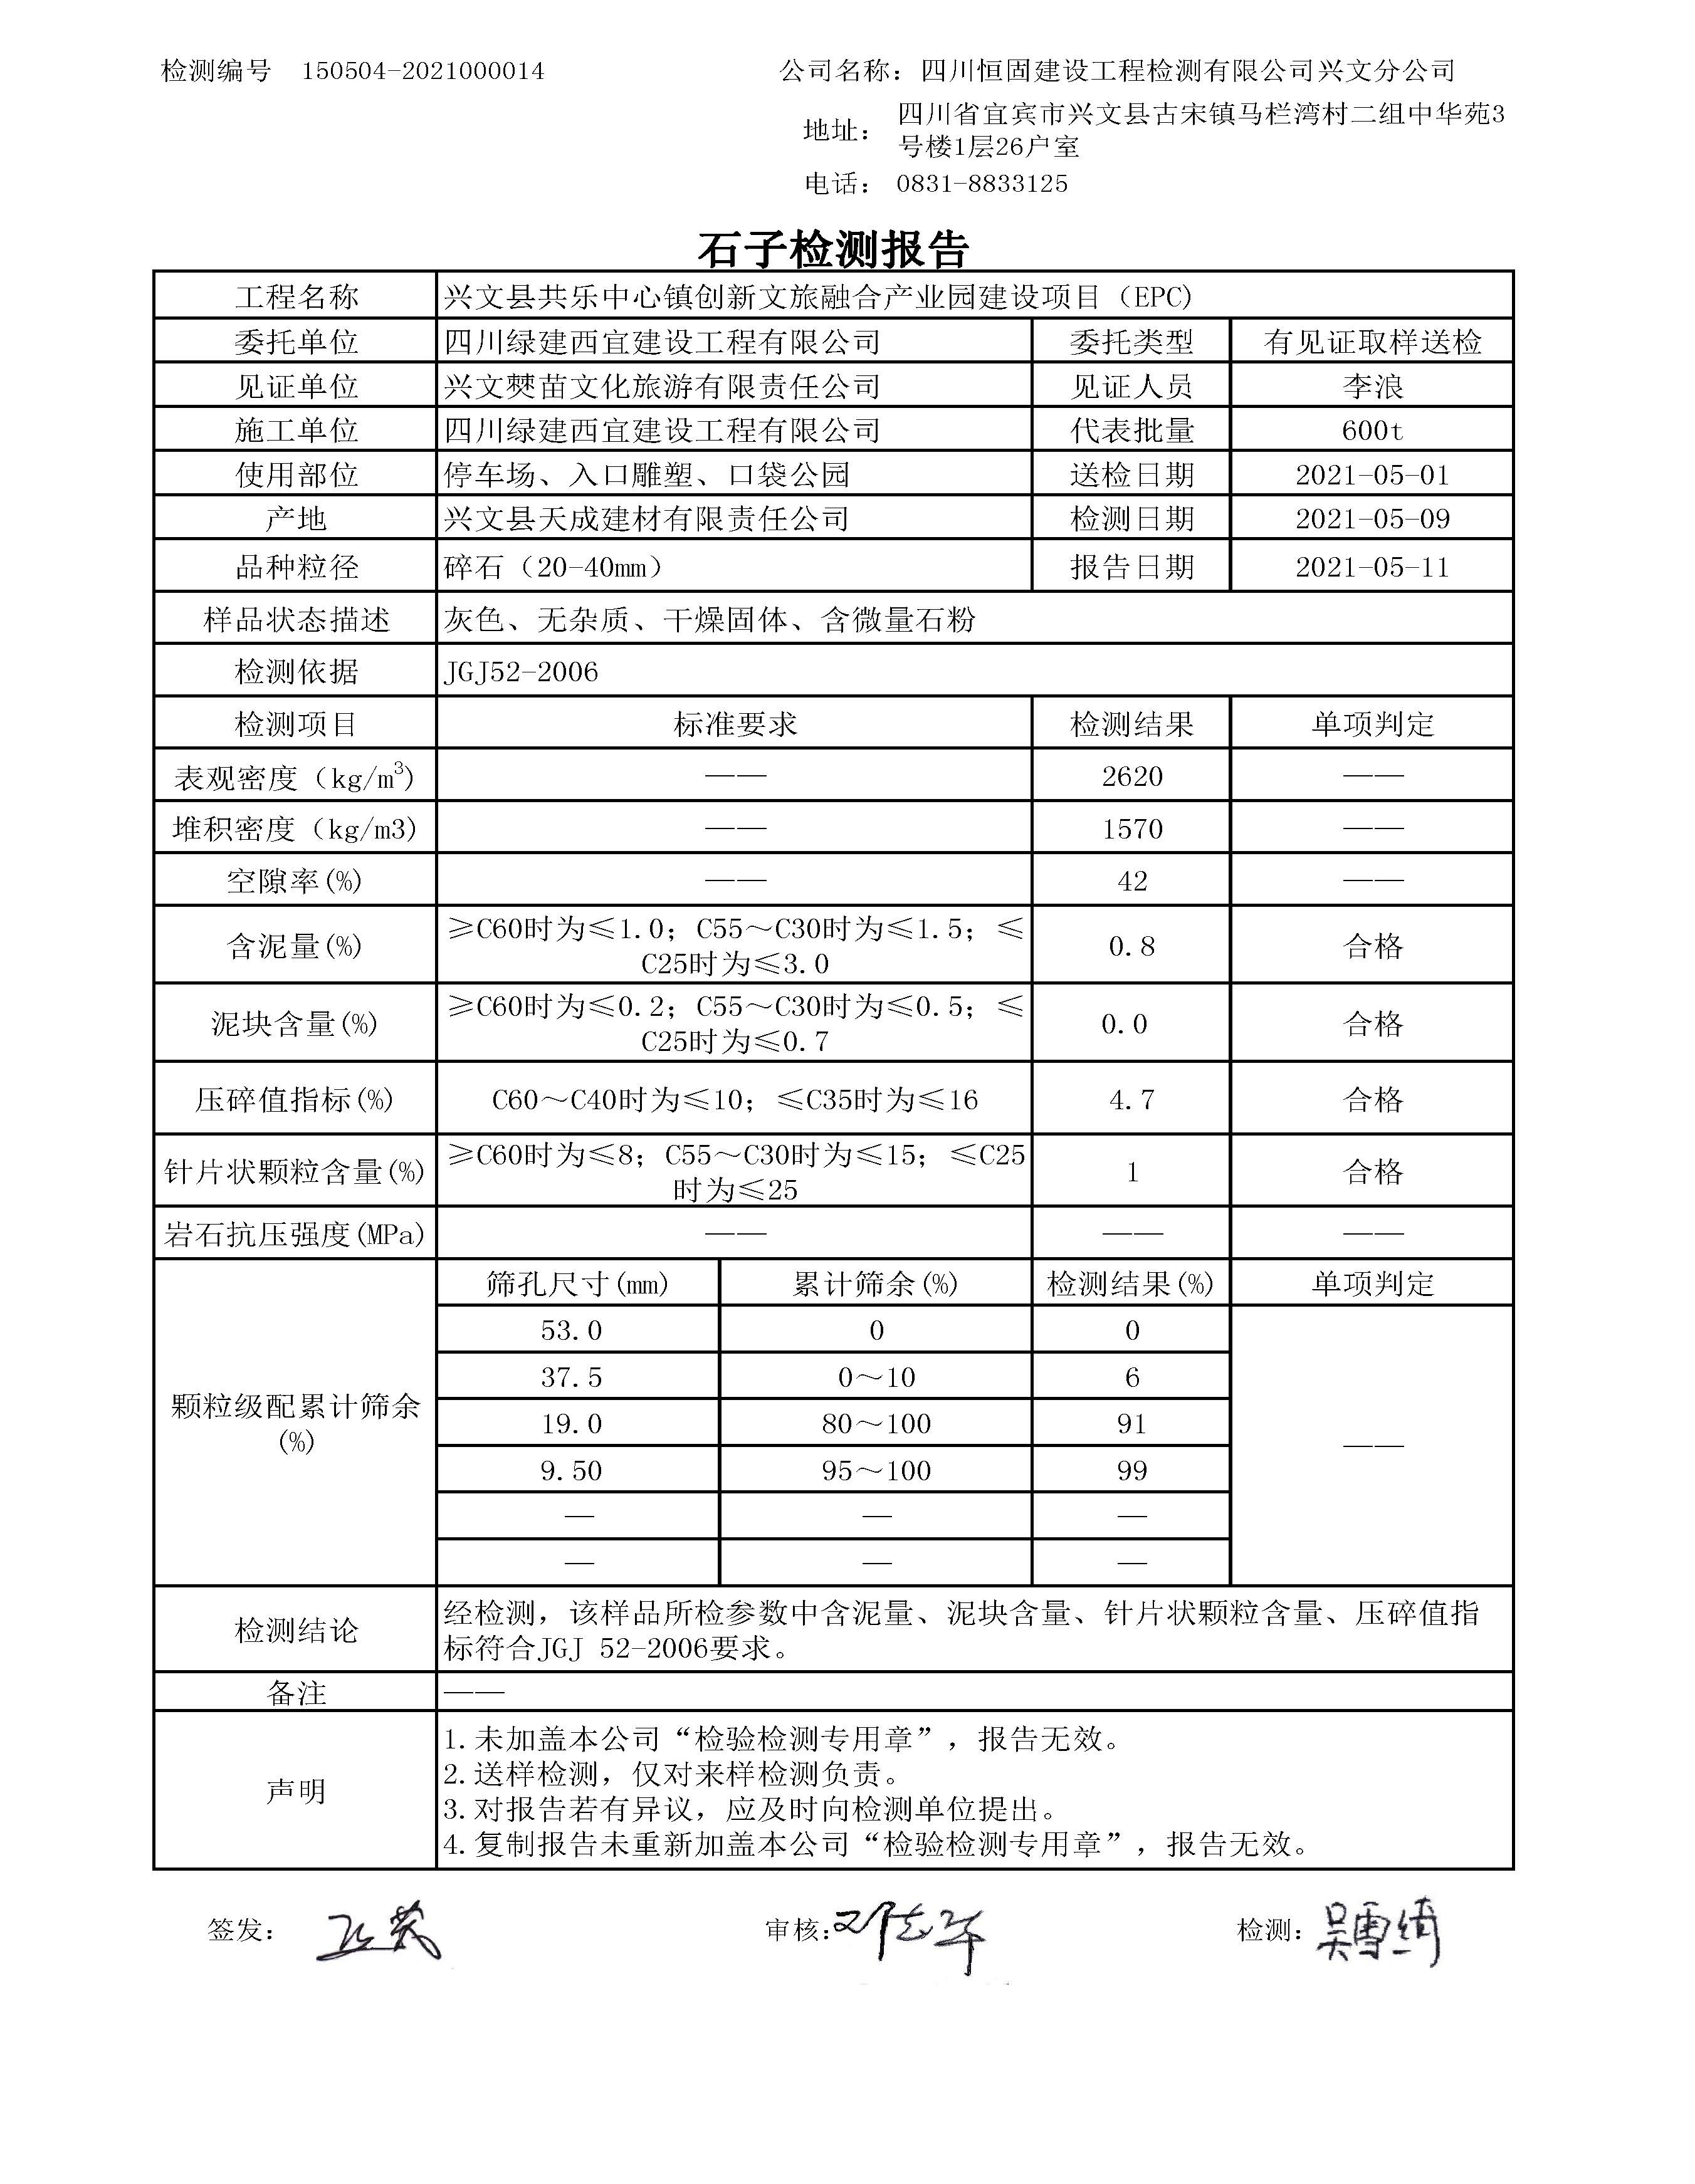 检测编号 150504-2021000014
公司名称：四川恒固建设工程检测有限公司兴文分公司
地址：四川省宜宾市兴文县古宋镇马栏湾村二组中华苑3
号楼1层26户室
电话：0831-8833125
石子检测报告
工程名称 兴文县共乐中心镇创新文旅融合产业园建设项目（EPC)
委托单位 四川绿建西宜建设工程有限公司 委托类型 有见证取样送检
见证单位 兴文僰苗文化旅游有限责任公司 见证人员 李浪
施工单位 四川绿建西宜建设工程有限公司 代表批量 600t
使用部位 停车场、入口雕塑、口袋公园 送检日期 2021-05-01
产地 兴文县天成建材有限责任公司 检测日期 2021-05-09
品种粒径 碎石（20-40mm） 报告日期 2021-05-11
样品状态描述 灰色、无杂质、干燥固体、含微量石粉
检测依据 JGJ52-2006
检测项目 标准要求 检测结果 单项判定
表观密度（kg/m³) —— 2620 ——
堆积密度（kg/m3) —— 1570 ——
空隙率(%) —— 42 ——
含泥量(%) ≥C60时为≤1.0；C55～C30时为≤1.5；≤
C25时为≤3.0 0.8 合格
泥块含量(%) ≥C60时为≤0.2；C55～C30时为≤0.5；≤
C25时为≤0.7 0.0 合格
压碎值指标(%) C60～C40时为≤10；≤C35时为≤16 4.7 合格
针片状颗粒含量(%) ≥C60时为≤8；C55～C30时为≤15；≤C25
时为≤25 1 合格
岩石抗压强度(MPa) —— —— ——
颗粒级配累计筛余
(%)
筛孔尺寸(mm) 累计筛余(%) 检测结果(%) 单项判定
53.0 0 0
37.5 0～10 6
19.0 80～100 91
9.50 95～100 99
— — —
— — —
——
检测结论 经检测，该样品所检参数中含泥量、泥块含量、针片状颗粒含量、压碎值指
标符合JGJ 52-2006要求。
备注 ——
声明
1.未加盖本公司“检验检测专用章”，报告无效。
2.送样检测，仅对来样检测负责。
3.对报告若有异议，应及时向检测单位提出。
4.复制报告未重新加盖本公司“检验检测专用章”，报告无效。
签发： 审核: 检测：吴雪绮